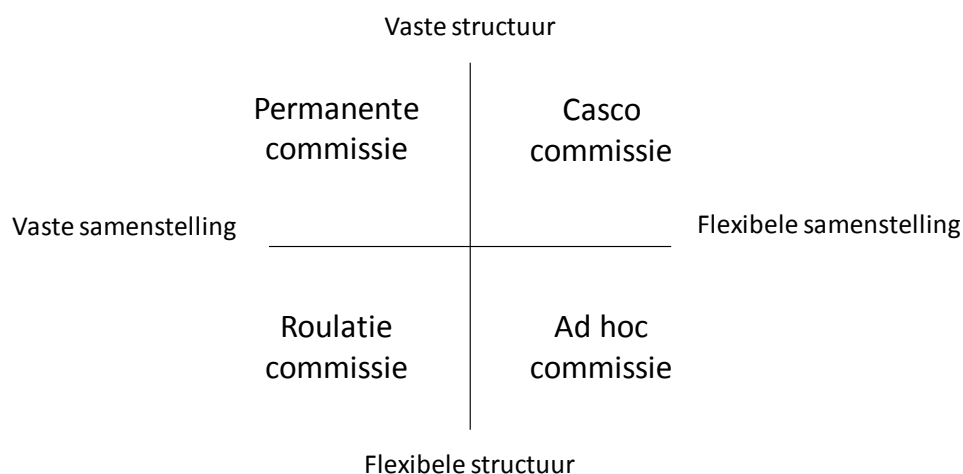 Vaste structuur
Permanente
commissie
Casco
commissie
Vaste samenstelling
Flexibele samenstelling
Roulatie
commissie
Ad hoc
commissie
Flexibele structuur